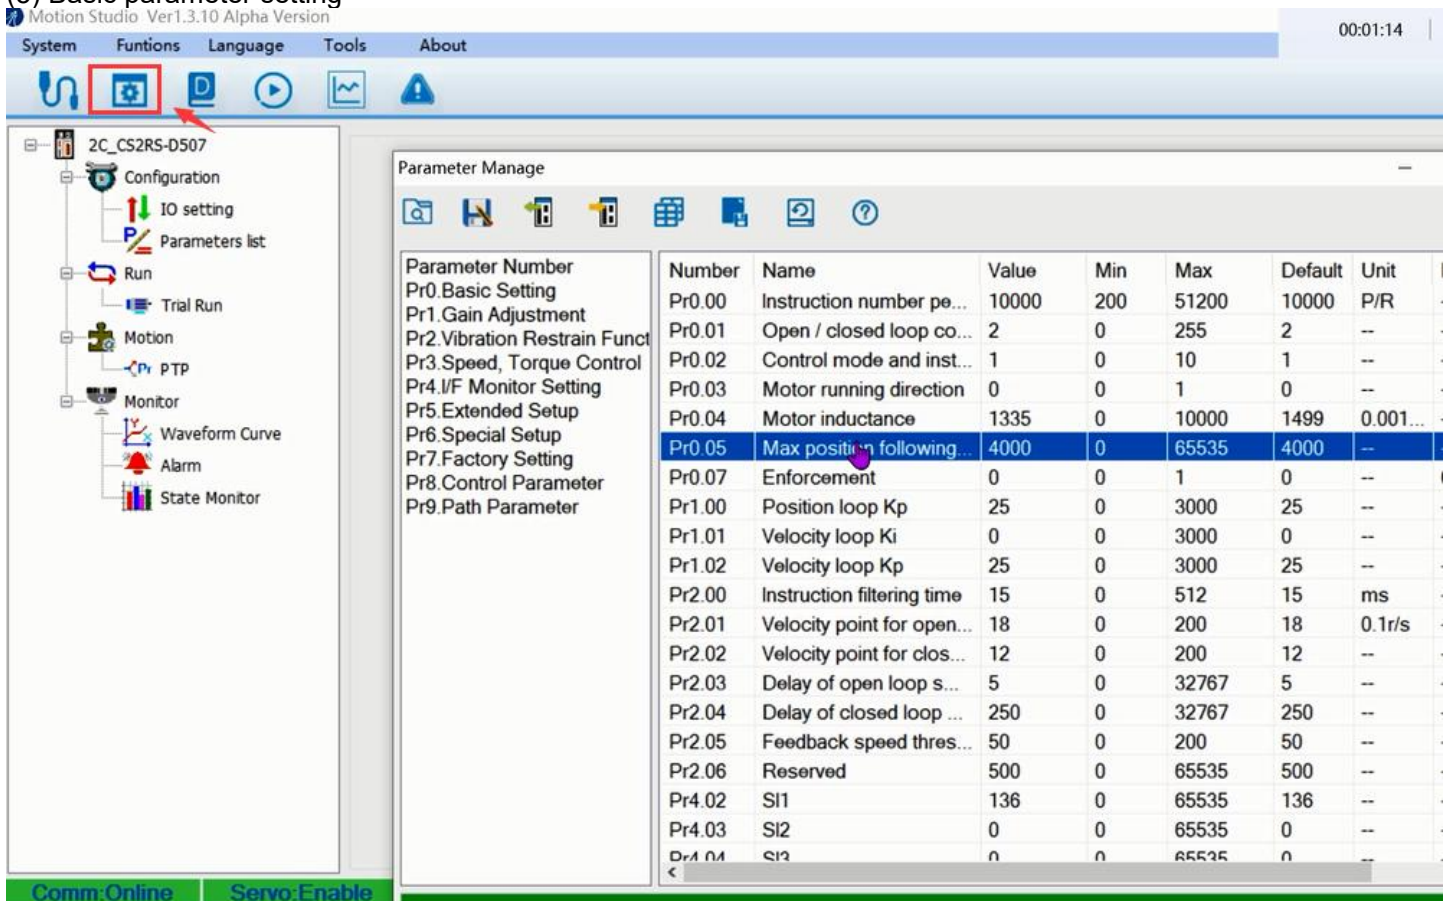 (3) Basic parameter setting
Motion Studio Ver1.3.10 Alpha Version
00:01:14
System Funtions Language Tools About
2C_CS2RS-D507
Configuration
IO setting
Parameters list
Run
Trial Run
Motion
PTP
Monitor
Waveform Curve
Alarm
State Monitor
Parameter Manage
Parameter Number
Pr0.Basic Setting
Pr1.Gain Adjustment
Pr2.Vibration Restrain Funct
Pr3.Speed, Torque Control
Pr4.I/F Monitor Setting
Pr5.Extended Setup
Pr6.Special Setup
Pr7.Factory Setting
Pr8.Control Parameter
Pr9.Path Parameter
Number Name Value Min Max Default Unit
Pr0.00 Instruction number pe... 10000 200 51200 10000 P/R
Pr0.01 Open / closed loop co... 2 0 255 2 --
Pr0.02 Control mode and inst... 1 0 10 1 --
Pr0.03 Motor running direction 0 0 1 0 --
Pr0.04 Motor inductance 1335 0 10000 1499 0.001...
Pr0.05 Max position following... 4000 0 65535 4000 --
Pr0.07 Enforcement 0 0 1 0 --
Pr1.00 Position loop Kp 25 0 3000 25 --
Pr1.01 Velocity loop Ki 0 0 3000 0 --
Pr1.02 Velocity loop Kp 25 0 3000 25 --
Pr2.00 Instruction filtering time 15 0 512 15 ms
Pr2.01 Velocity point for open... 18 0 200 18 0.1r/s
Pr2.02 Velocity point for clos... 12 0 200 12 --
Pr2.03 Delay of open loop s... 5 0 32767 5 --
Pr2.04 Delay of closed loop ... 250 0 32767 250 --
Pr2.05 Feedback speed thres... 50 0 200 50 --
Pr2.06 Reserved 500 0 65535 500 --
Pr4.02 SI1 136 0 65535 136 --
Pr4.03 SI2 0 0 65535 0 --
Pr4.04 SI3 0 0 65535 0 --
Comm:Online Servo:Enable